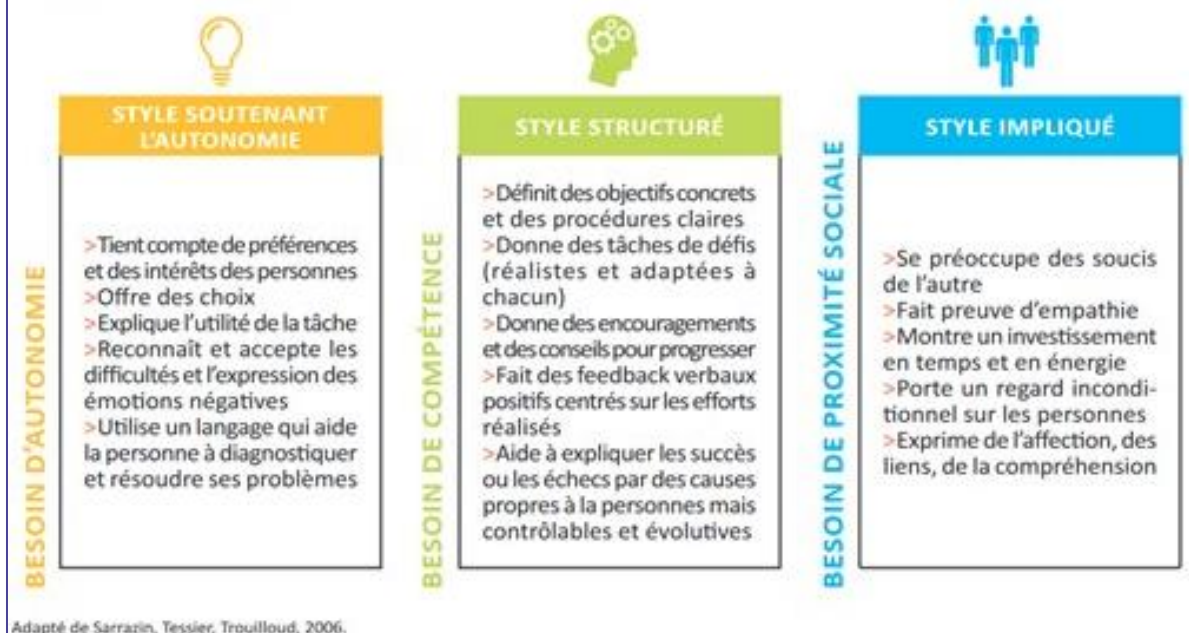 STYLE SOUTENANT
L'AUTONOMIE
BESOIN D'AUTONOMIE
>Tient compte de préférences
et des intérêts des personnes
>Offre des choix
>Explique l'utilité de la tâche
>Reconnaît et accepte les
difficultés et l'expression des
émotions négatives
>Utilise un langage qui aide
la personne à diagnostiquer
et résoudre ses problèmes
STYLE STRUCTURÉ
BESOIN DE COMPÉTENCE
>Définit des objectifs concrets
et des procédures claires
>Donne des tâches de défis
(réalistes et adaptées à
chacun)
>Donne des encouragements
et des conseils pour progresser
>Fait des feedback verbaux
positifs centrés sur les efforts
réalisés
>Aide à expliquer les succès
ou les échecs par des causes
propres à la personnes mais
contrôlables et évolutives
STYLE IMPLIQUÉ
BESOIN DE PROXIMITÉ SOCIALE
>Se préoccupe des soucis
de l'autre
>Fait preuve d'empathie
>Montre un investissement
en temps et en énergie
>Porte un regard incondi-
tionnel sur les personnes
>Exprime de l'affection, des
liens, de la compréhension
Adapté de Sarrazin, Tessier, Trouilloud, 2006.